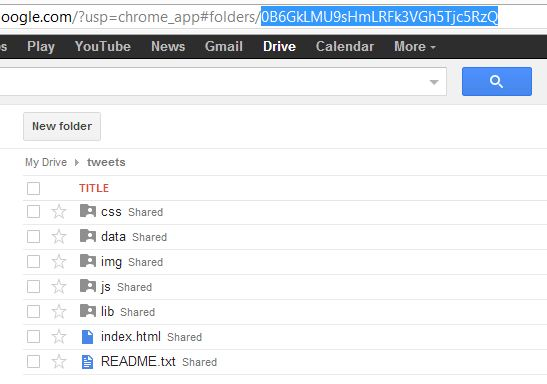 oogle.com/?usp=chrome_app#folders/0B6GkLMU9sHmLRFk3VGh5Tjc5RzQ
ps Play YouTube News Gmail Drive Calendar More
New folder
My Drive tweets
TITLE
css Shared
data Shared
img Shared
js Shared
lib Shared
index.html Shared
README.txt Shared